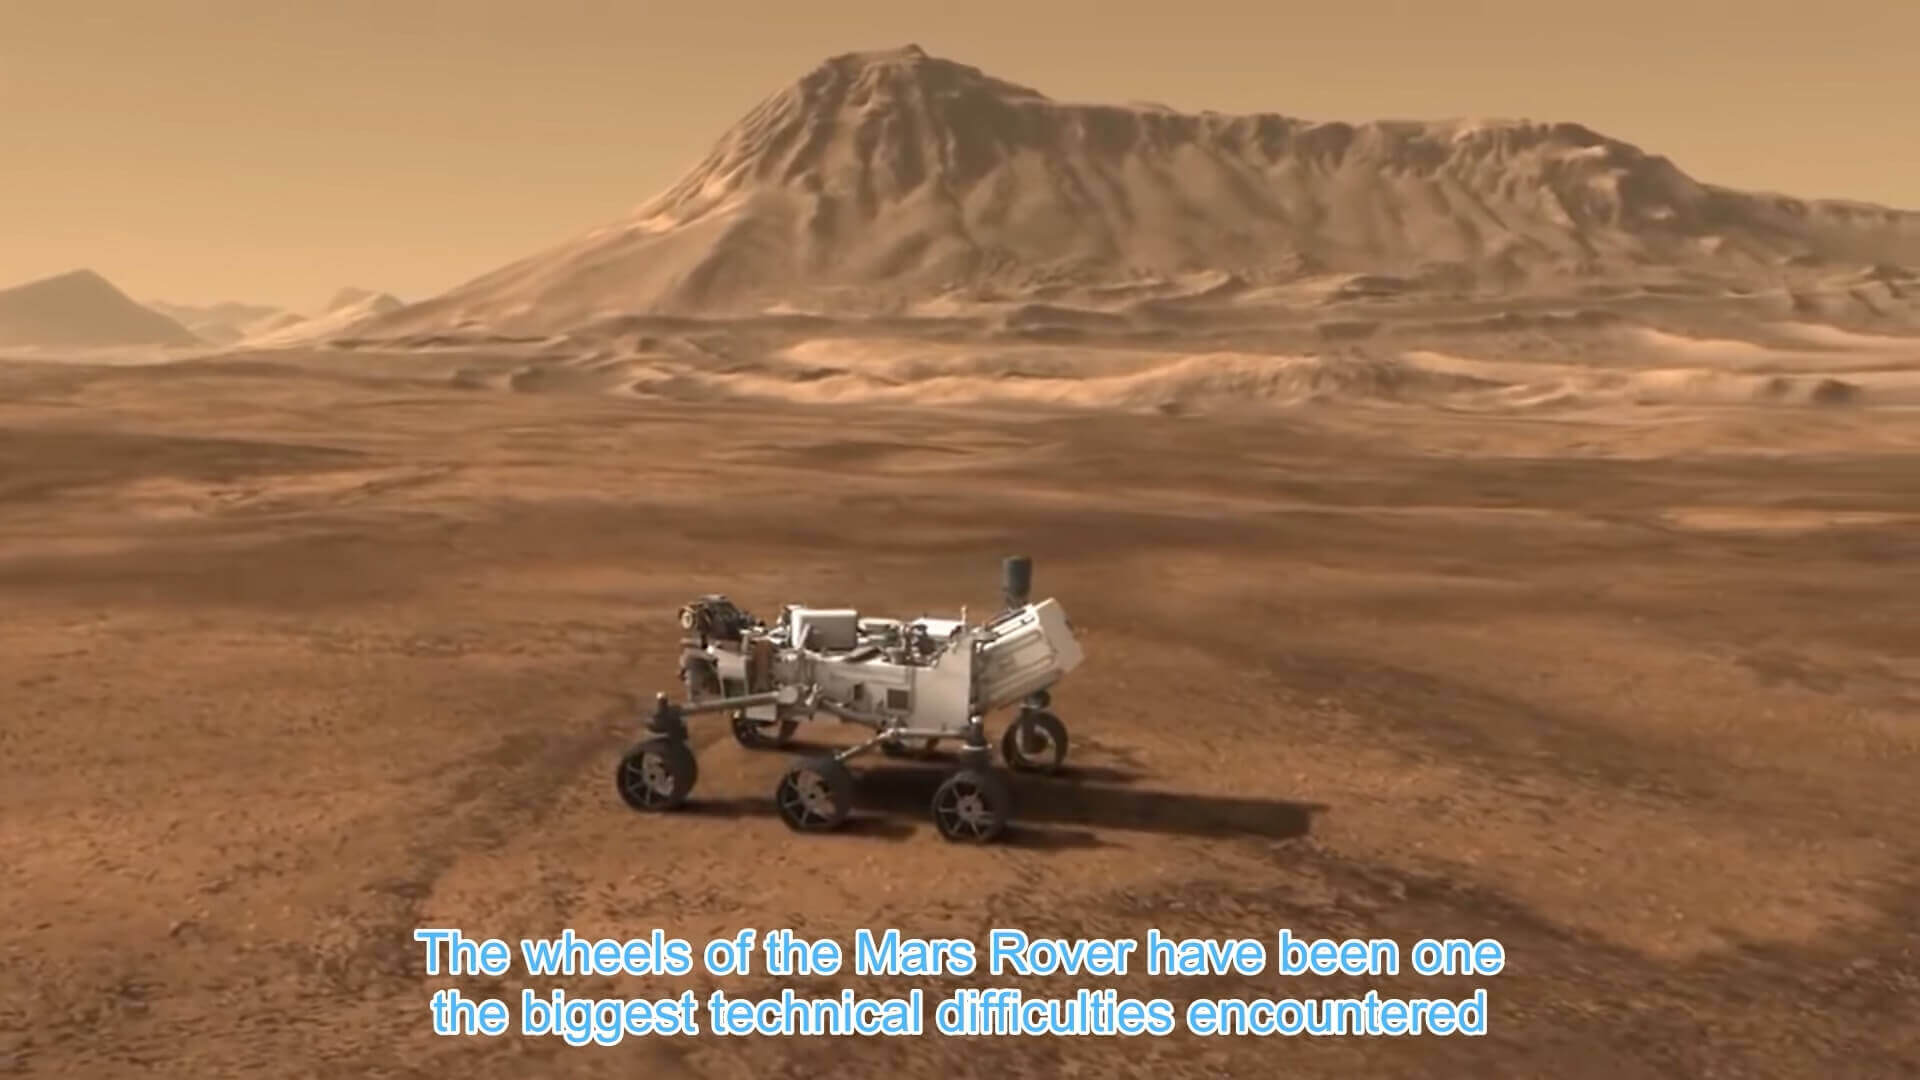 The wheels of the Mars Rover have been one
the biggest technical difficulties encountered